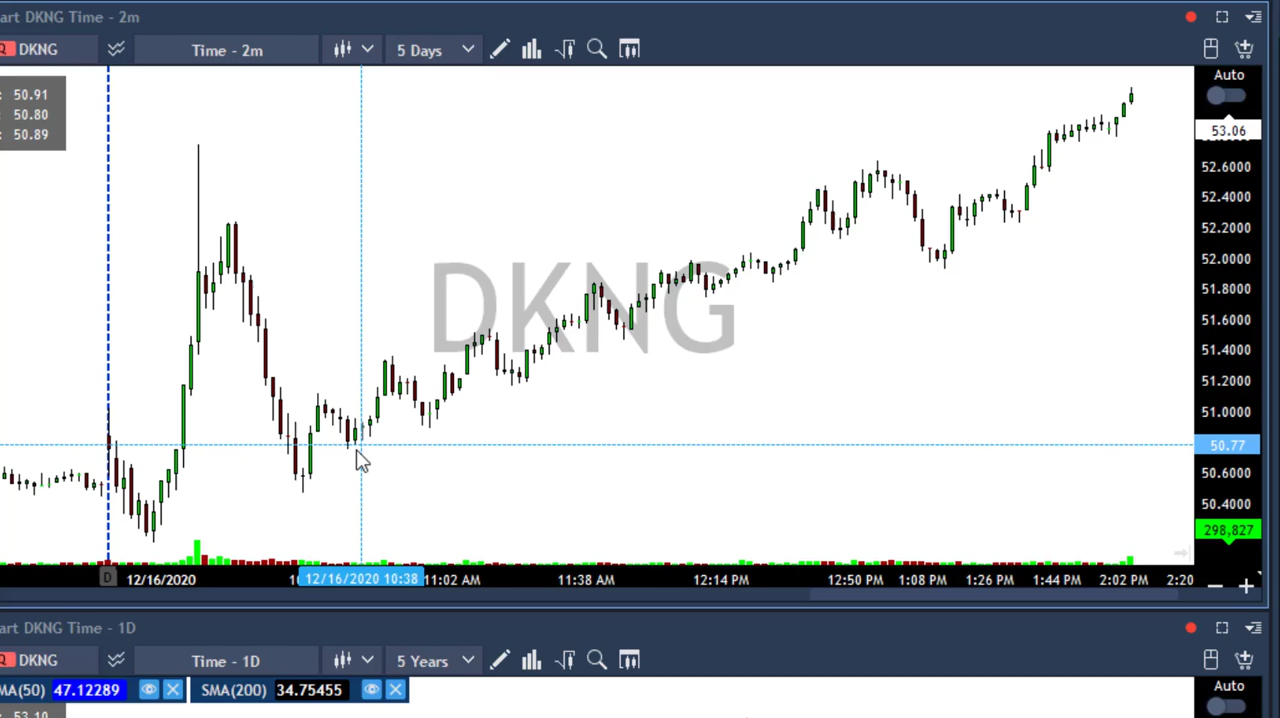 art DKNG Time - 2m
Q DKNG Time - 2m 5 Days
Auto
: 50.91
: 50.80
: 50.89
DKNG
53.06
52.6000
52.4000
52.2000
52.0000
51.8000
51.6000
51.4000
51.2000
51.0000
50.77
50.6000
50.4000
298,827
D 12/16/2020 10 12/16/2020 10:38 11:02 AM 11:38 AM 12:14 PM 12:50 PM 1:08 PM 1:26 PM 1:44 PM 2:02 PM 2:20
art DKNG Time - 1D
Q DKNG Time - 1D 5 Years
MA(50) 47.12289 SMA(200) 34.75455
Auto
: 53.10